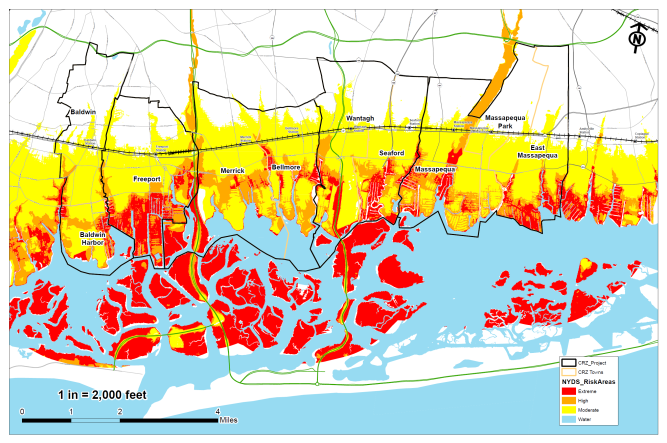 N
Baldwin
Wantagh
Massapequa
Park
East
Massapequa
Seaford
Bellmore
Merrick
Massapequa
Freeport
Baldwin
Harbor
1 in = 2,000 feet
0 1 2 4
Miles
CRZ_Project
CRZ Towns
NYDS_RiskAreas
Extreme
High
Moderate
Water